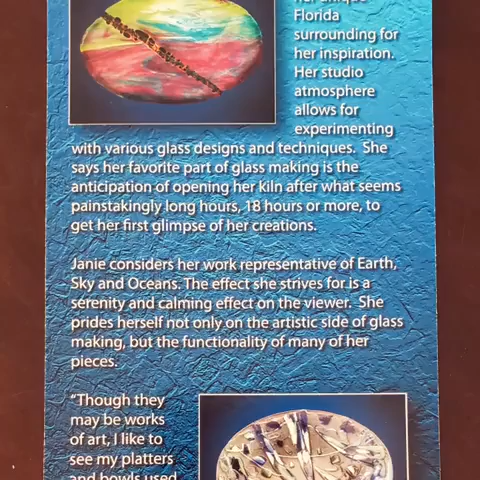 her unique
Florida
surrounding for
her inspiration.
Her studio
atmosphere
allows for
experimenting
with various glass designs and techniques. She
says her favorite part of glass making is the
anticipation of opening her kiln after what seems
painstakingly long hours, 18 hours or more, to
get her first glimpse of her creations.
Janie considers her work representative of Earth,
Sky and Oceans. The effect she strives for is a
serenity and calming effect on the viewer. She
prides herself not only on the artistic side of glass
making, but the functionality of many of her
pieces.
"Though they
may be works
of art, I like to
see my platters
and bowls used